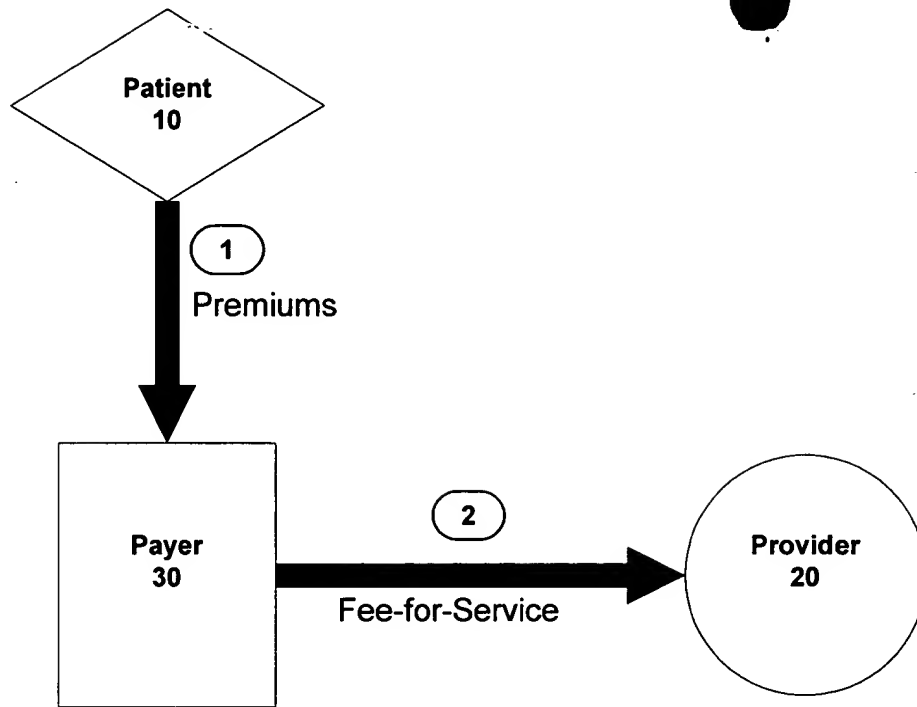 Patient
10
1
Premiums
2
Payer
30
Provider
20
Fee-for-Service